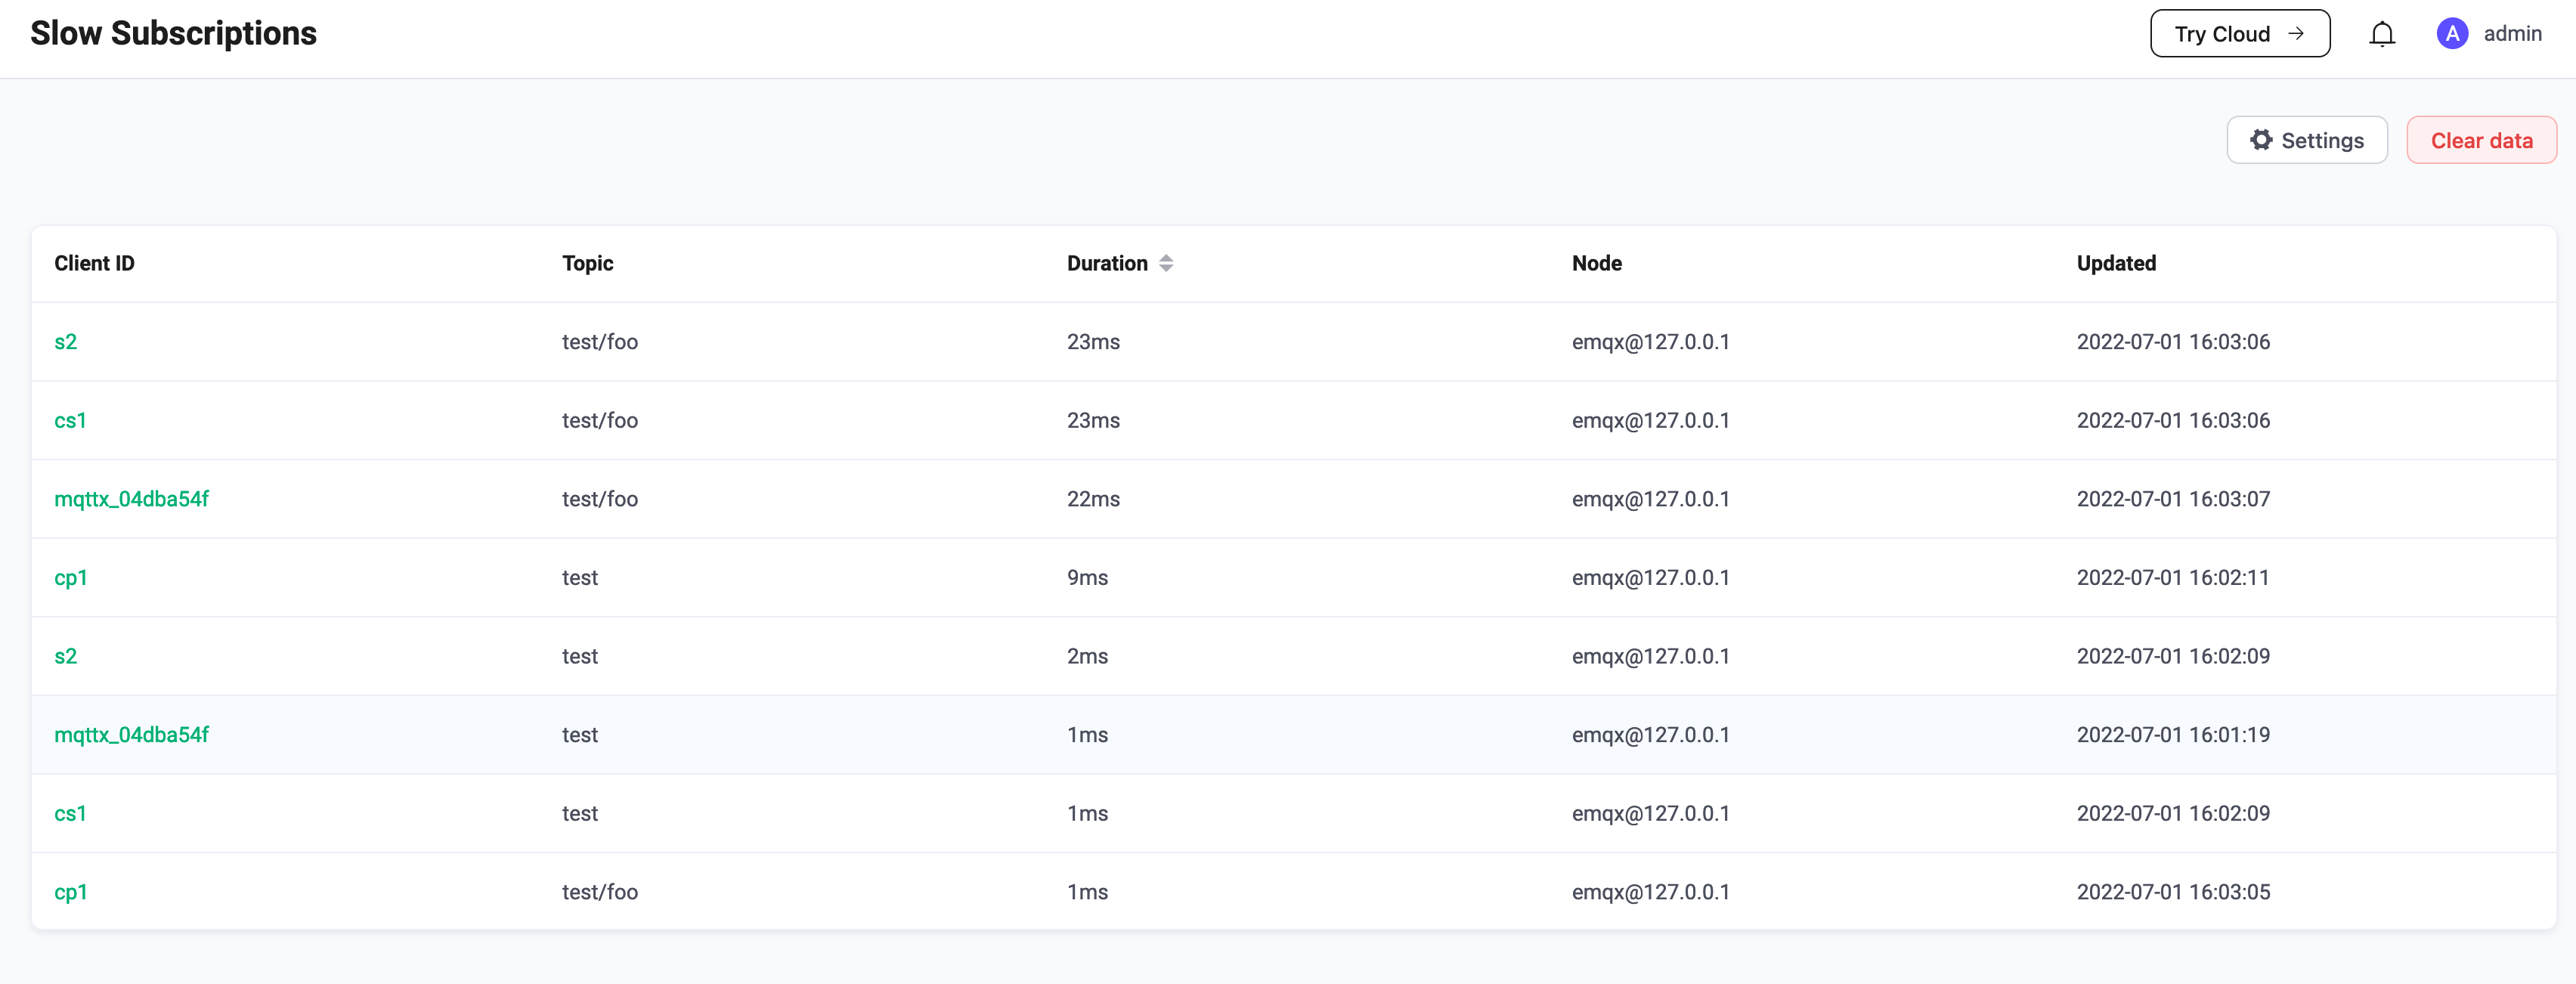 Slow Subscriptions
Try Cloud →
A admin
Settings
Clear data
Client ID Topic Duration Node Updated
s2 test/foo 23ms emqx@127.0.0.1 2022-07-01 16:03:06
cs1 test/foo 23ms emqx@127.0.0.1 2022-07-01 16:03:06
mqttx_04dba54f test/foo 22ms emqx@127.0.0.1 2022-07-01 16:03:07
cp1 test 9ms emqx@127.0.0.1 2022-07-01 16:02:11
s2 test 2ms emqx@127.0.0.1 2022-07-01 16:02:09
mqttx_04dba54f test 1ms emqx@127.0.0.1 2022-07-01 16:01:19
cs1 test 1ms emqx@127.0.0.1 2022-07-01 16:02:09
cp1 test/foo 1ms emqx@127.0.0.1 2022-07-01 16:03:05